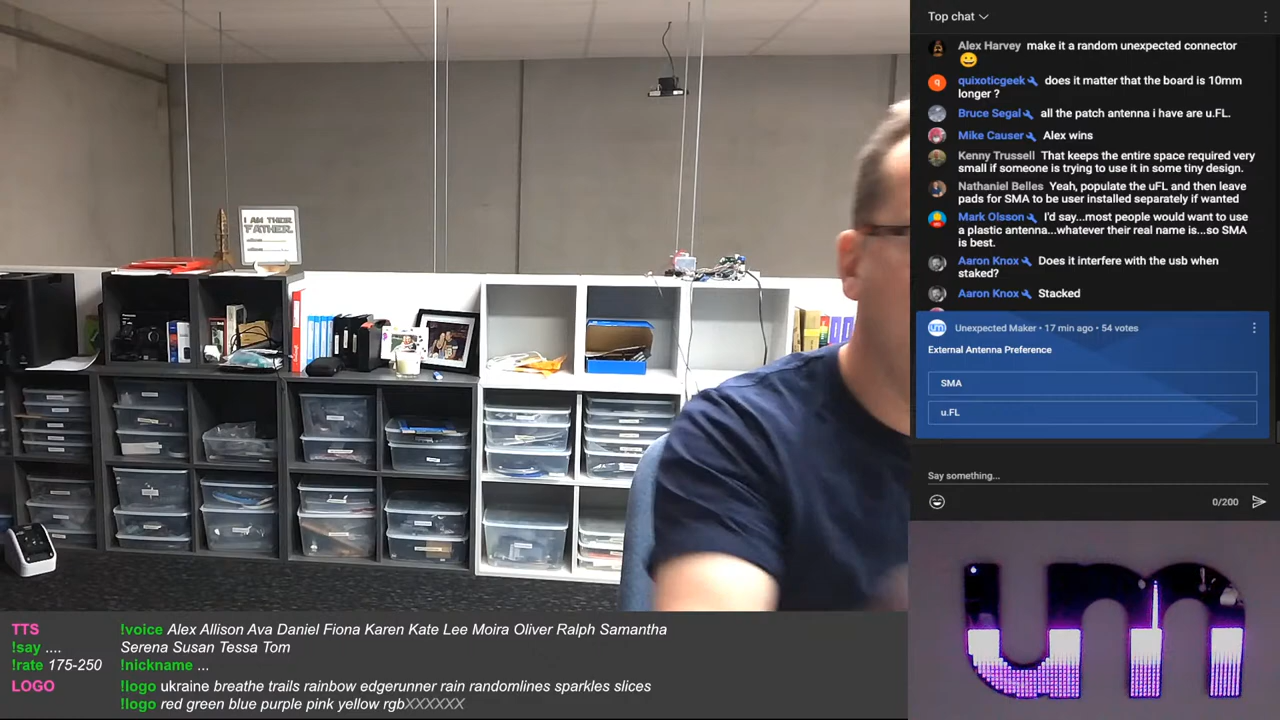 Top chat
Alex Harvey make it a random unexpected connector
quixoticgeek does it matter that the board is 10mm
longer ?
Bruce Segal all the patch antenna i have are u.FL.
Mike Causer Alex wins
Kenny Trussell That keeps the entire space required very
small if someone is trying to use it in some tiny design.
Nathaniel Belles Yeah, populate the uFL and then leave
pads for SMA to be user installed separately if wanted
Mark Olsson I'd say...most people would want to use
a plastic antenna...whatever their real name is...so SMA
is best.
Aaron Knox Does it interfere with the usb when
staked?
Aaron Knox Stacked
um
Unexpected Maker • 17 min ago • 54 votes
External Antenna Preference
SMA
u.FL
Say something...
0/200
I AM THEIR
FATHER.
um
TTS !voice Alex Allison Ava Daniel Fiona Karen Kate Lee Moira Oliver Ralph Samantha
!say .... Serena Susan Tessa Tom
!rate 175-250 !nickname ...
LOGO !logo ukraine breathe trails rainbow edgerunner rain randomlines sparkles slices
!logo red green blue purple pink yellow rgbXXXXXX